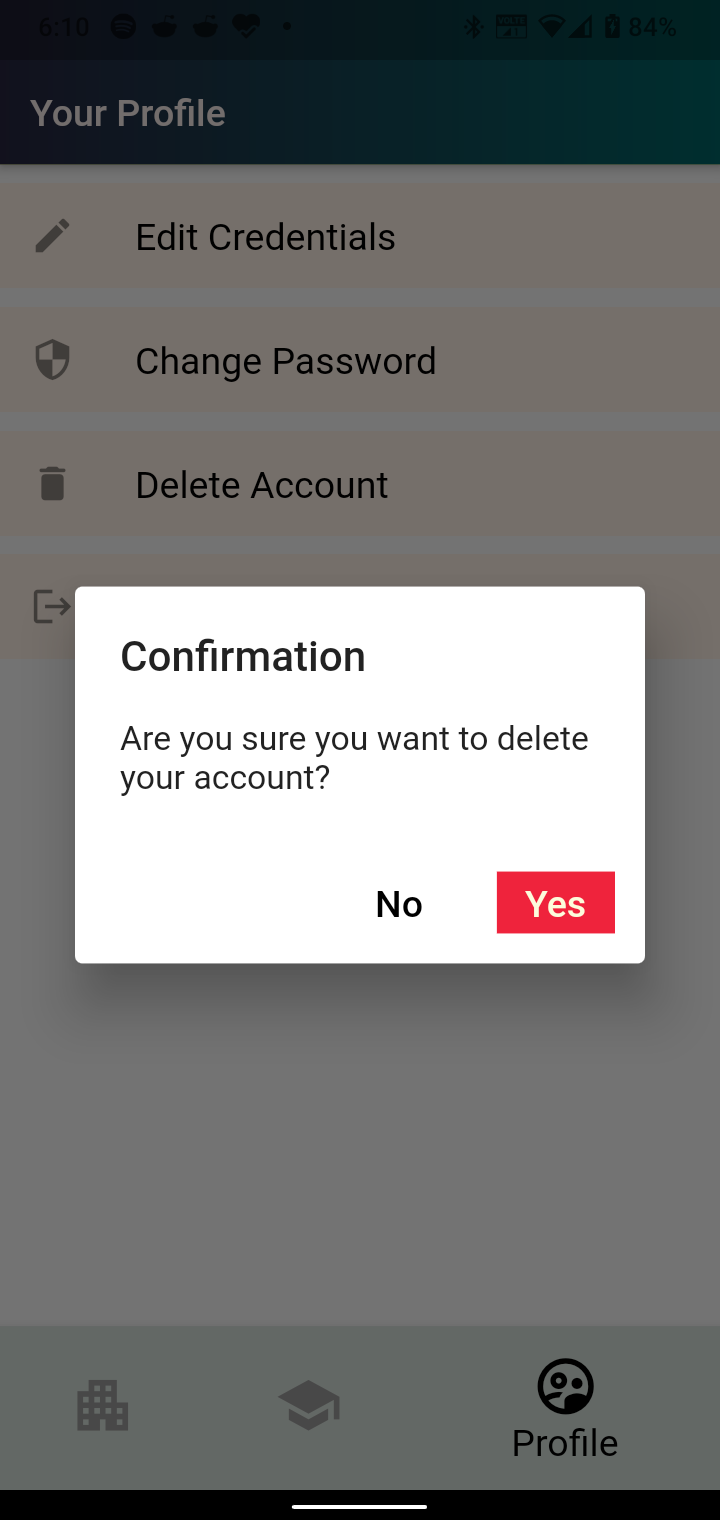 6:10
84%
Your Profile
Edit Credentials
Change Password
Delete Account
Confirmation
Are you sure you want to delete
your account?
No
Yes
Profile